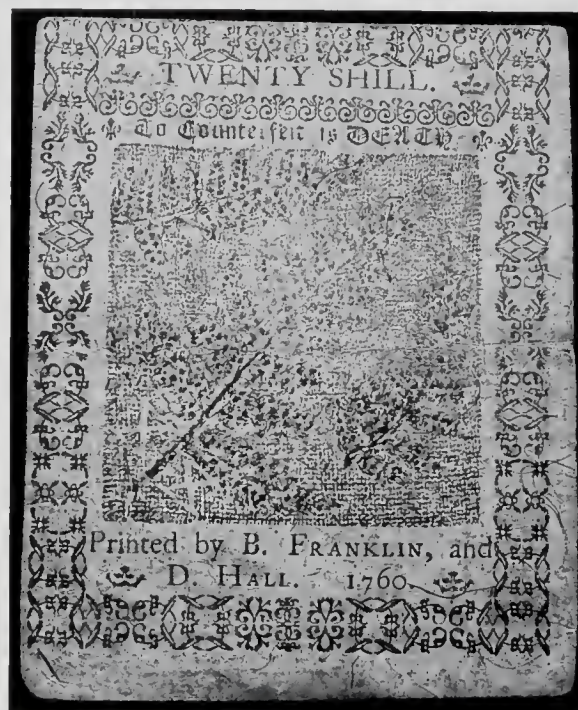 TWENTY SHILL.
To Counterfeit is DEATH
Printed by B. FRANKLIN, and
D. HALL. 1760.